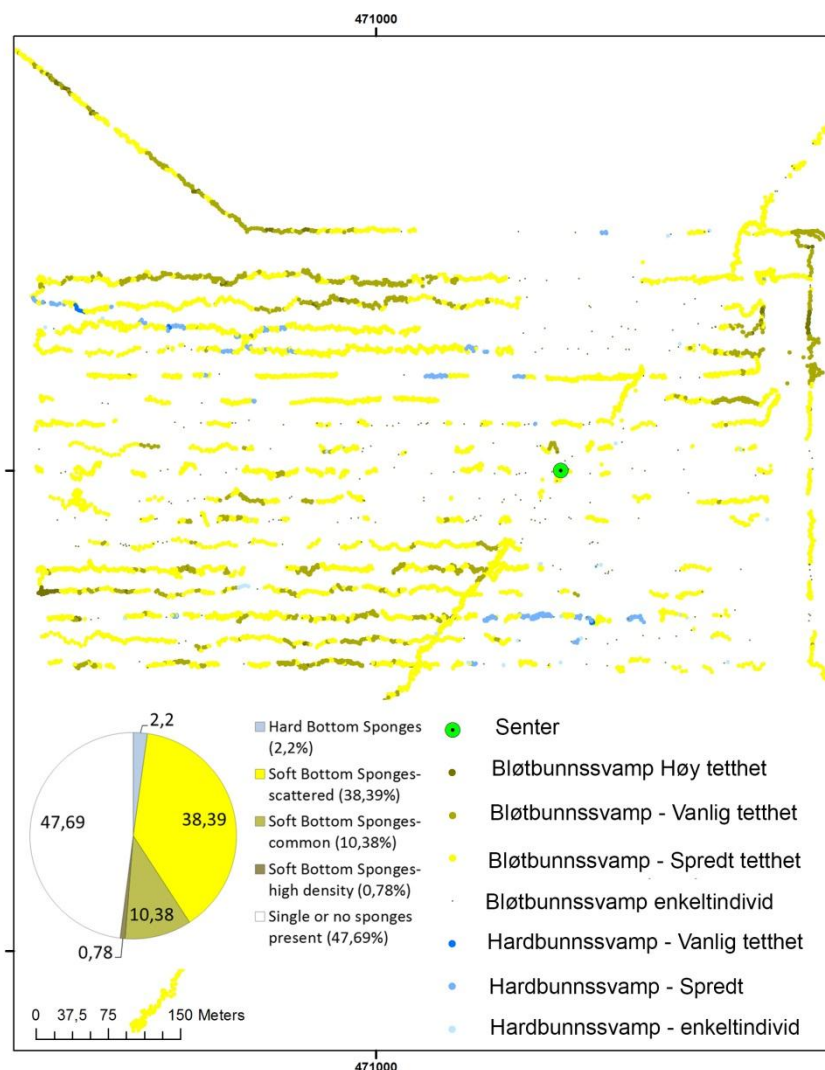 471000
2,2
38,39
10,38
0,78
47,69
Hard Bottom Sponges
(2,2%)
Soft Bottom Sponges-
scattered (38,39%)
Soft Bottom Sponges-
common (10,38%)
Soft Bottom Sponges-
high density (0,78%)
Single or no sponges
present (47,69%)
Senter
Bløtbunnssvamp Høy tetthet
Bløtbunnssvamp - Vanlig tetthet
Bløtbunnssvamp - Spredt tetthet
Bløtbunnssvamp enkeltindivid
Hardbunnssvamp - Vanlig tetthet
Hardbunnssvamp - Spredt
Hardbunnssvamp - enkeltindivid
0 37,5 75 150 Meters
471000